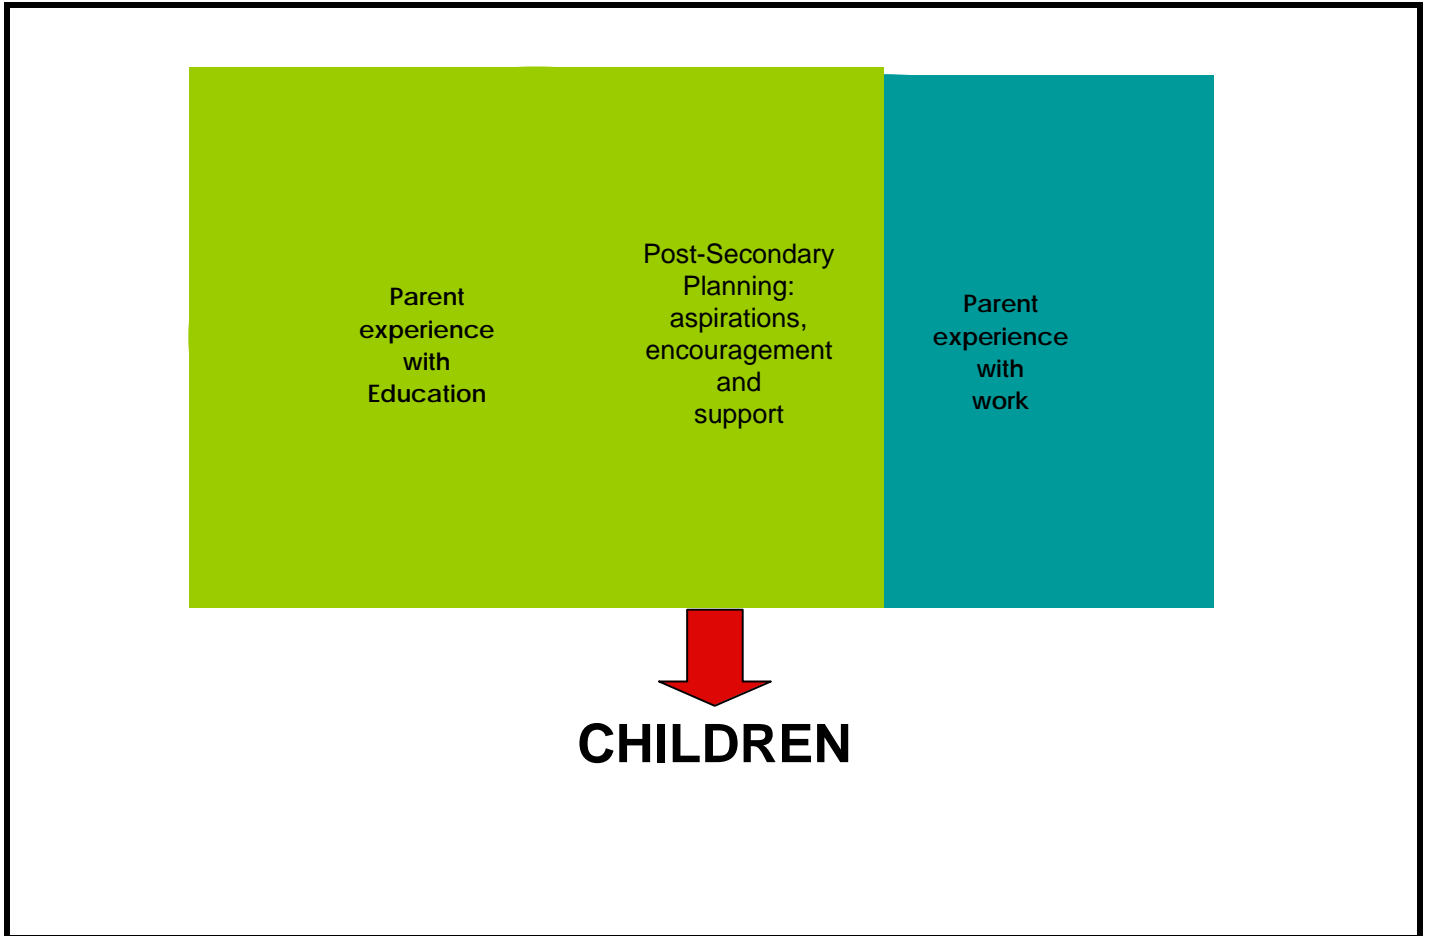 Parent
experience
with
Education
Post-Secondary
Planning:
aspirations,
encouragement
and
support
Parent
experience
with
work
CHILDREN